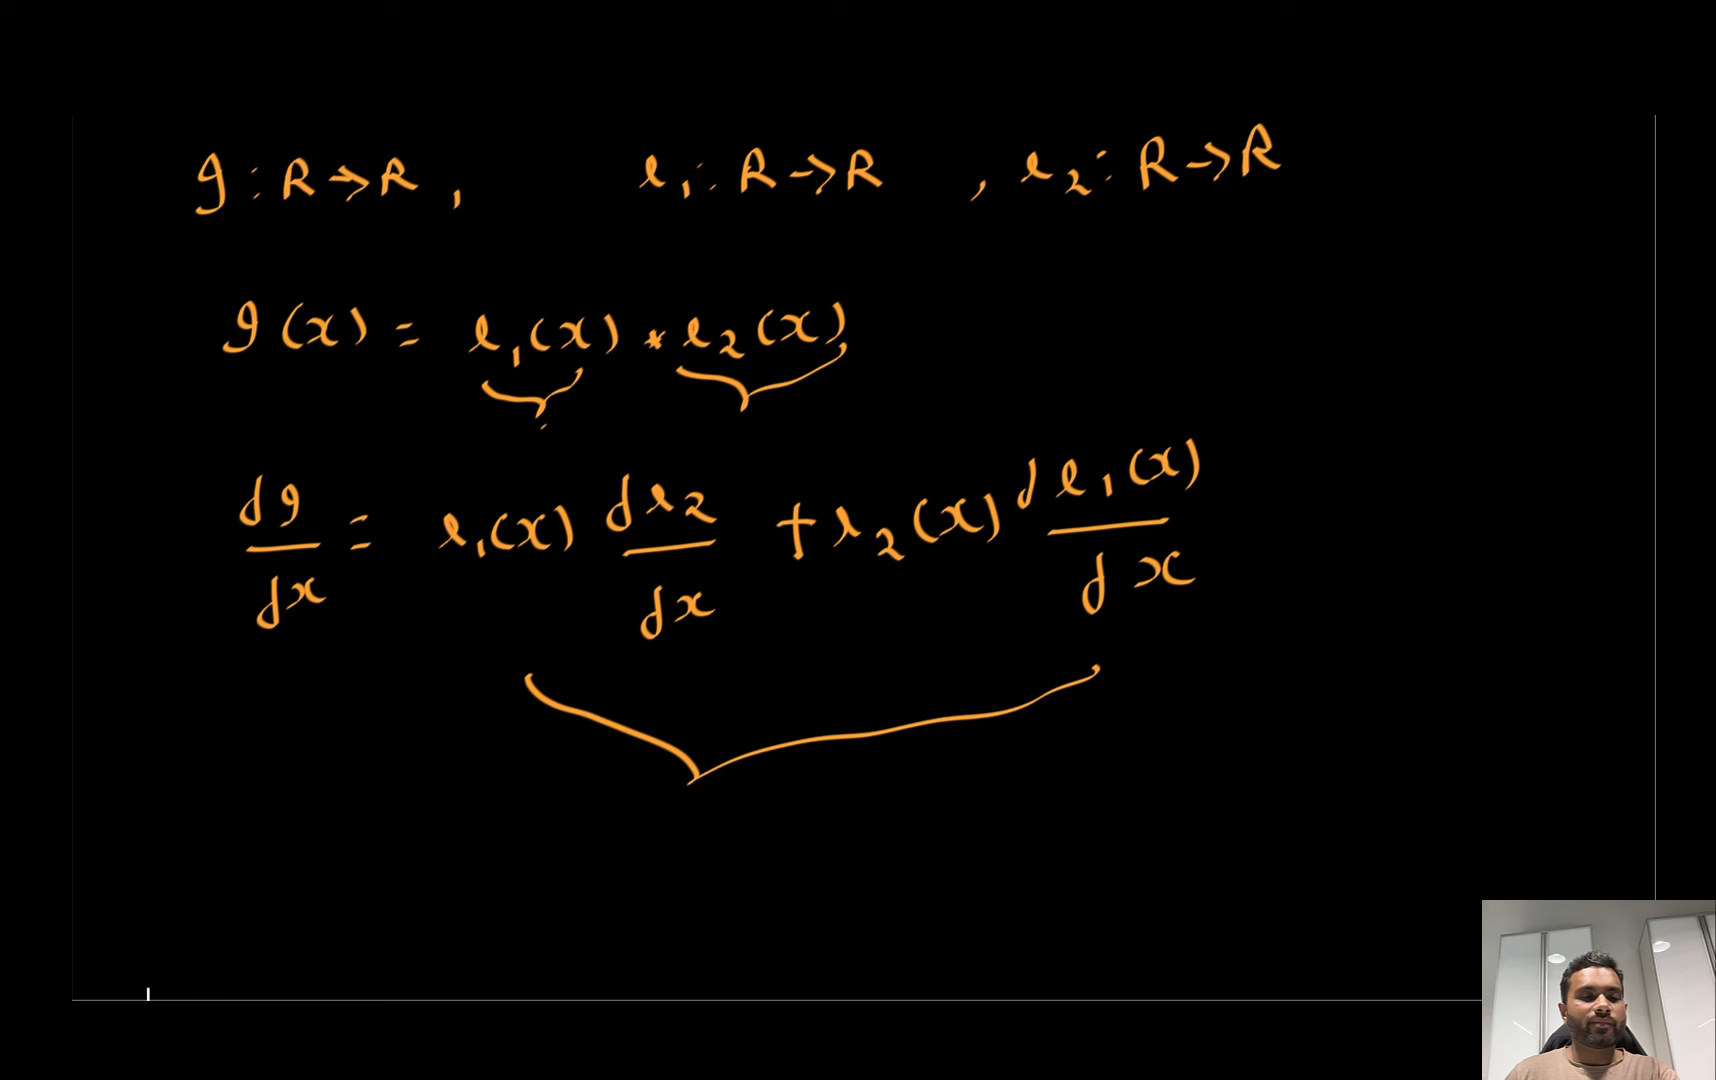 g : R → R , l₁ : R → R , l₂ : R → R
g(x) = l₁(x) * l₂(x)
dg/dx = l₁(x) dl₂/dx + l₂(x) dl₁(x)/dx